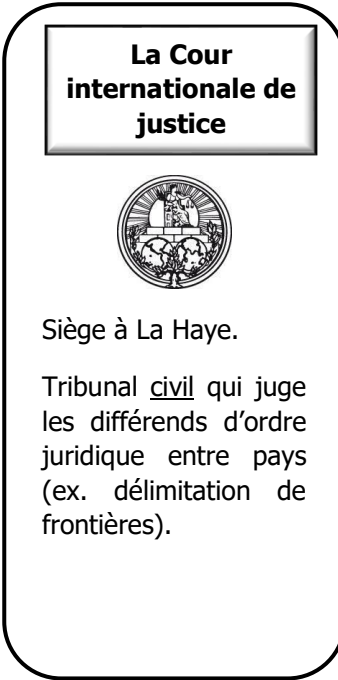 La Cour
internationale de
justice
Siège à La Haye.
Tribunal civil qui juge
les différends d’ordre
juridique entre pays
(ex. délimitation de
frontières).